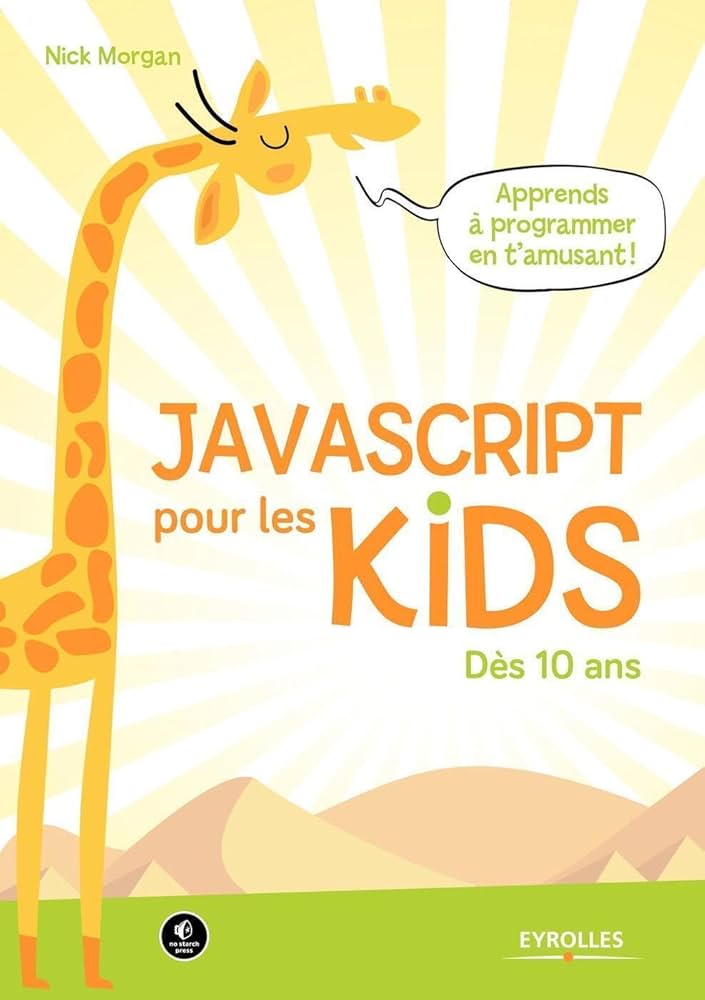 Nick Morgan
Apprends
à programmer
en t'amusant!
JAVASCRIPT
pour les
KiDS
Dès 10 ans
no starch
press
EYROLLES